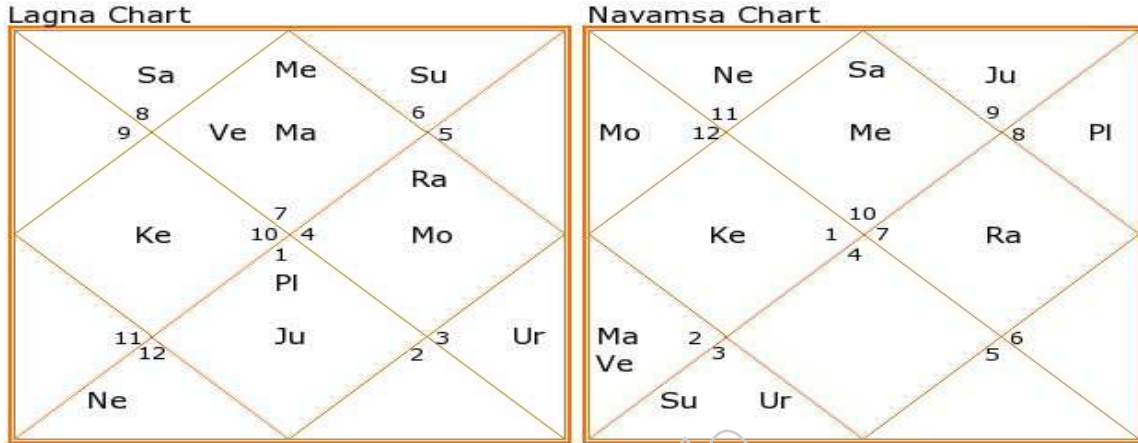 Lagna Chart
Sa Me Su
8 6
9 Ve Ma 5
Ra
7
Ke 10 4 Mo
1
Pl
11 Ju 3 Ur
12 2
Ne
Navamsa Chart
Ne Sa Ju
11 9
Mo 12 Me 8 Pl
10
Ke 1 7 Ra
4
Ma 2 6
3 5
Ve
Su Ur